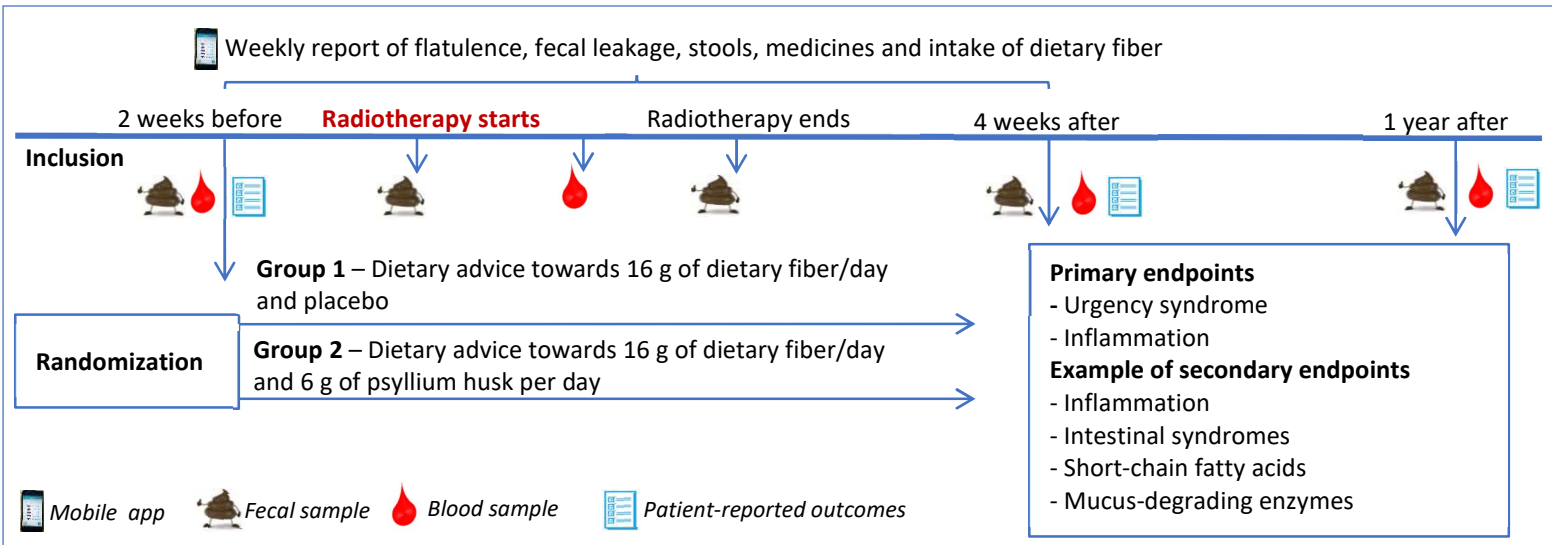 Weekly report of flatulence, fecal leakage, stools, medicines and intake of dietary fiber
2 weeks before
Radiotherapy starts
Radiotherapy ends
4 weeks after
1 year after
Inclusion
Group 1 – Dietary advice towards 16 g of dietary fiber/day
and placebo
Randomization
Group 2 – Dietary advice towards 16 g of dietary fiber/day
and 6 g of psyllium husk per day
Primary endpoints
- Urgency syndrome
- Inflammation
Example of secondary endpoints
- Inflammation
- Intestinal syndromes
- Short-chain fatty acids
- Mucus-degrading enzymes
Mobile app
Fecal sample
Blood sample
Patient-reported outcomes